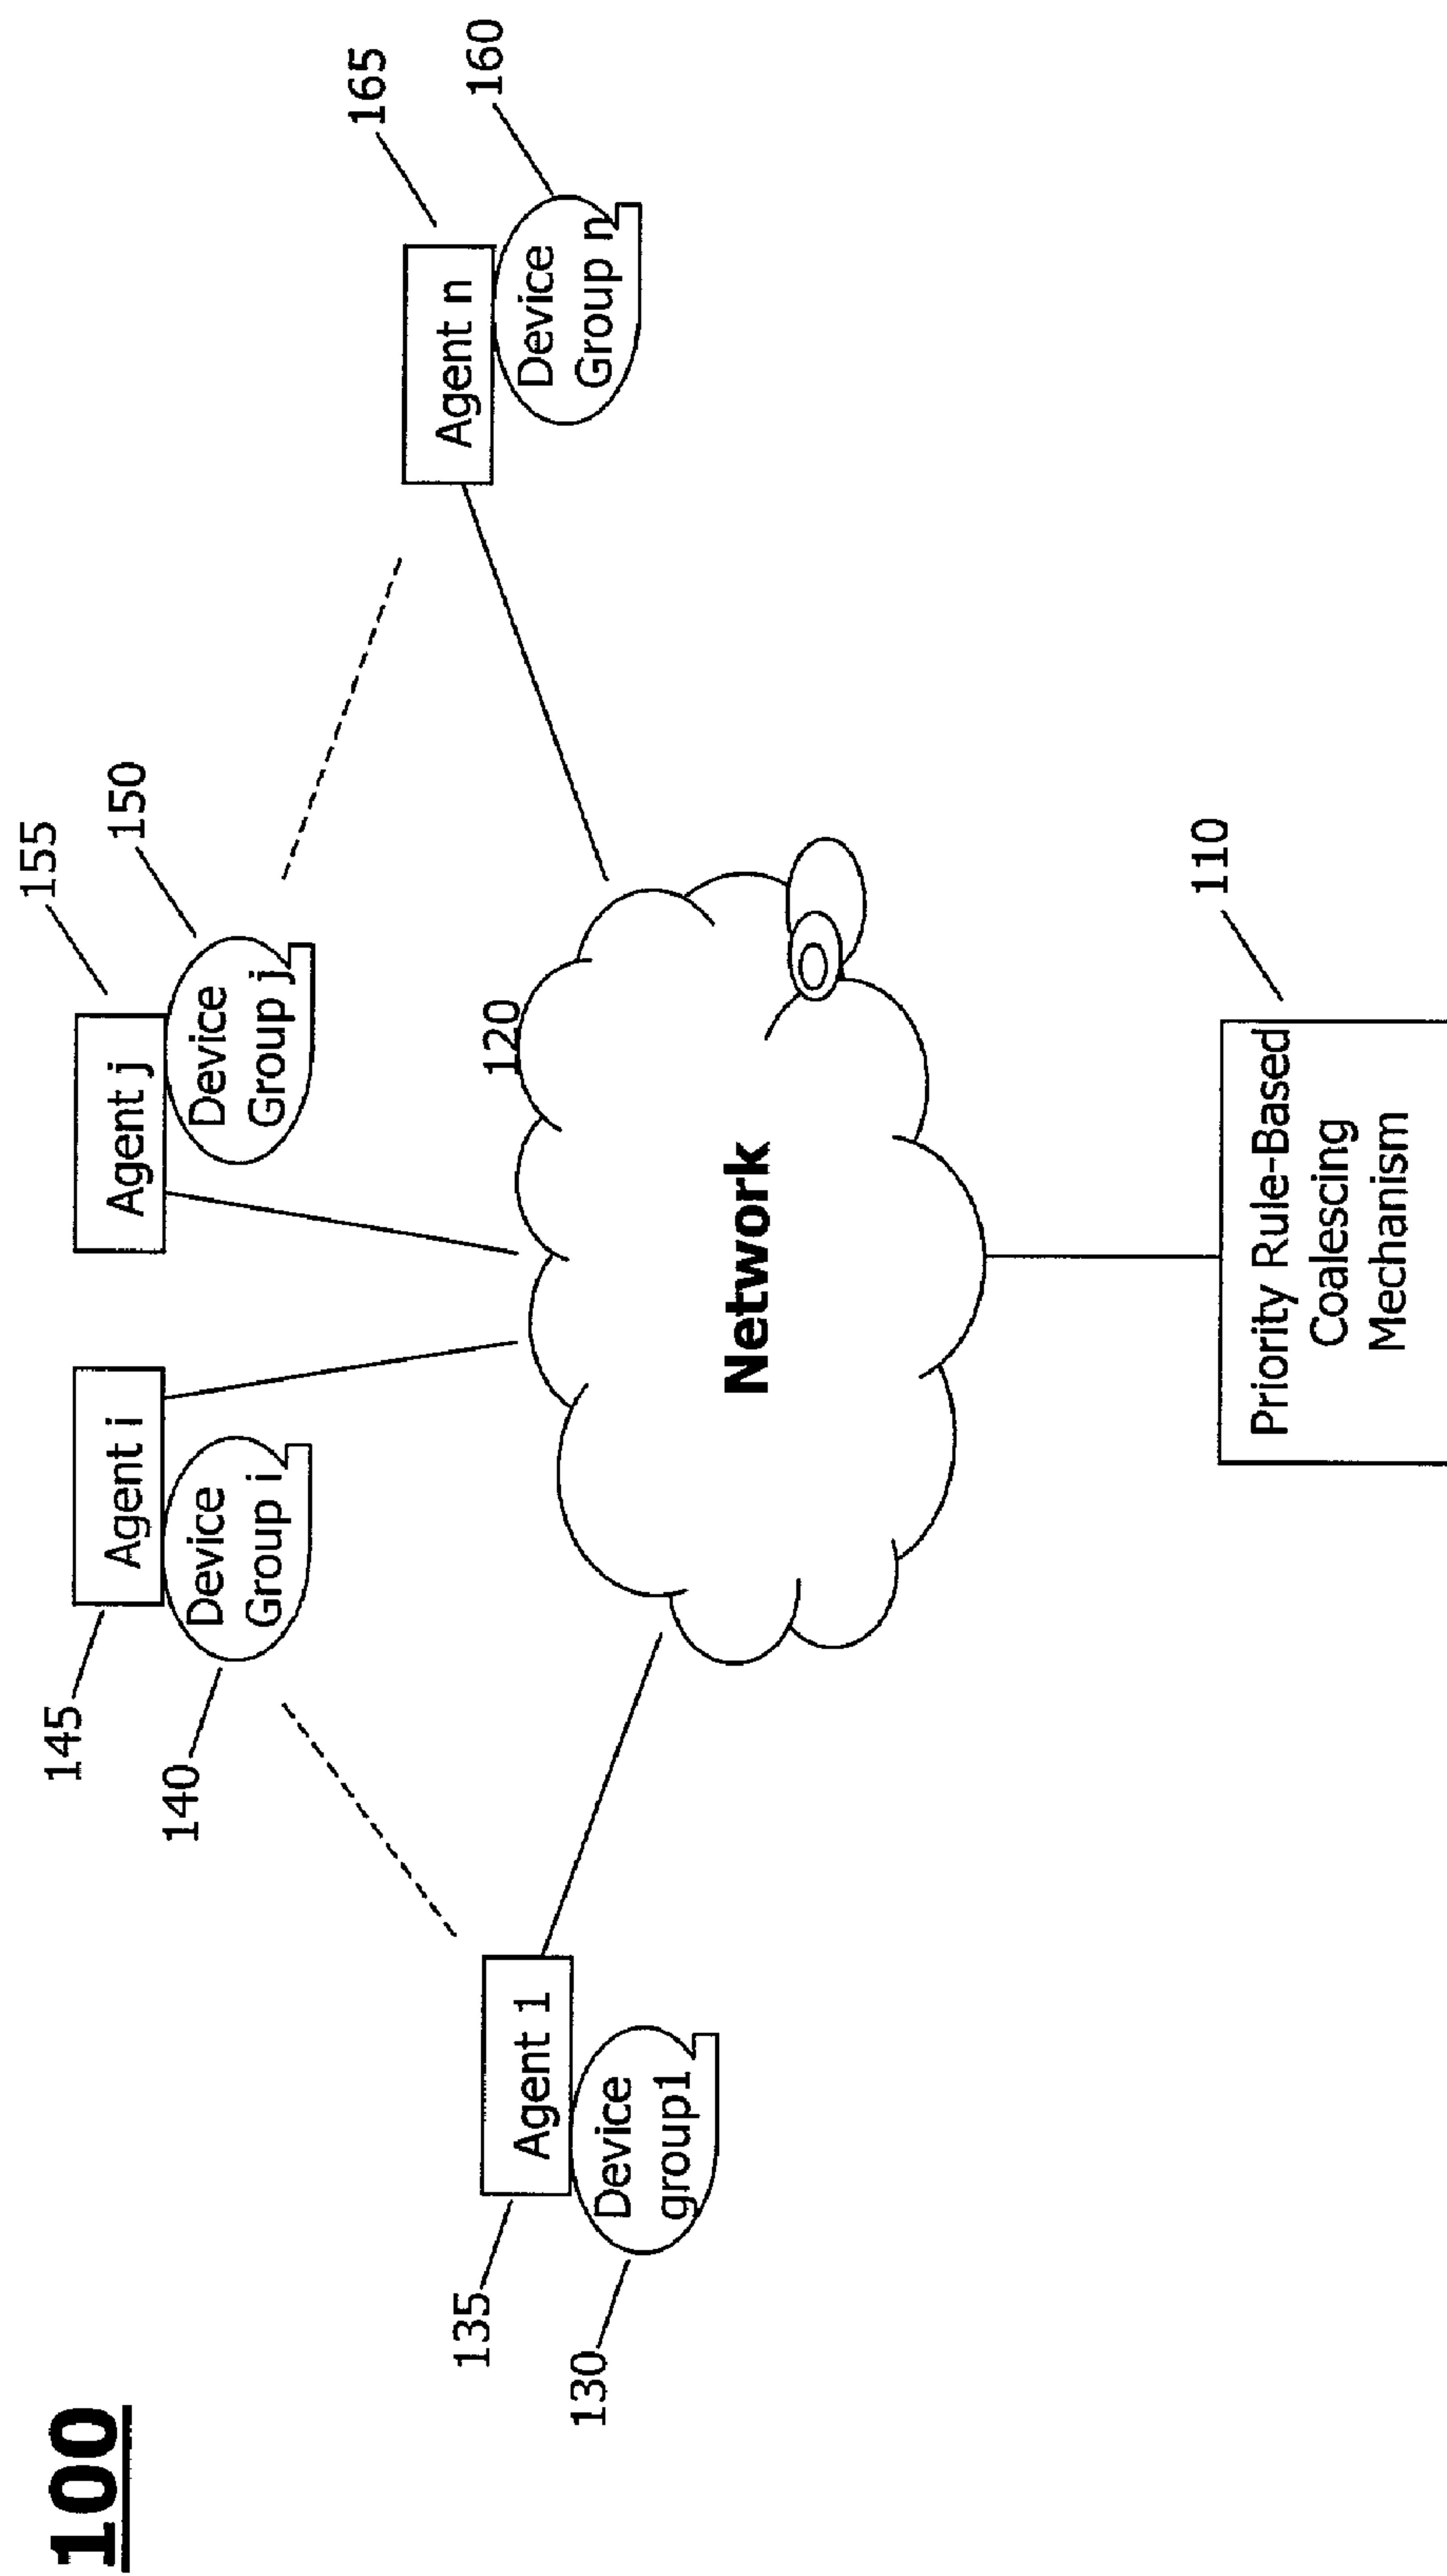 100
155
150
145
Agent i
Agent j
140
Device
Group i
Device
Group j
165
160
Agent n
Device
Group n
135
Agent 1
120
130
Device
group1
Network
110
Priority Rule-Based
Coalescing
Mechanism